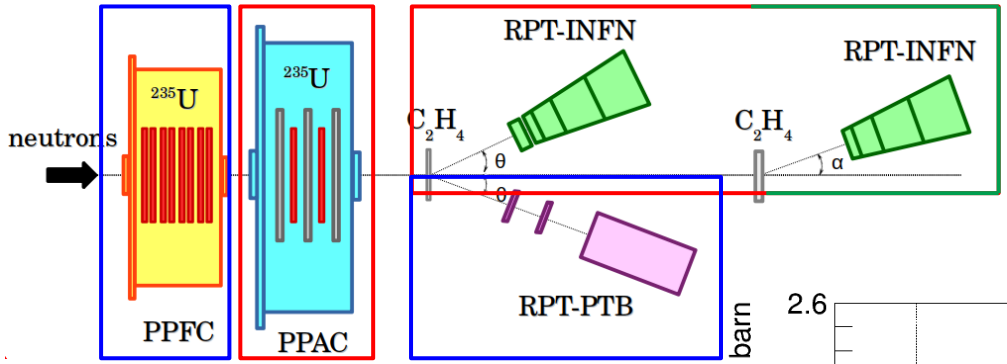 RPT-INFN
RPT-INFN
²³⁵U
²³⁵U
C₂H₄
C₂H₄
neutrons
θ
α
θ
RPT-PTB
PPFC
PPAC
barn
2.6